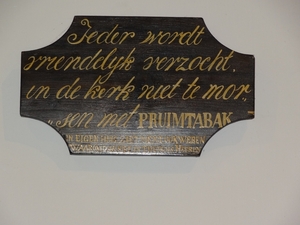 Ieder wordt
vriendelyk verzocht.
in de kerk niet te mor„
„sen met PRUIMTABAK